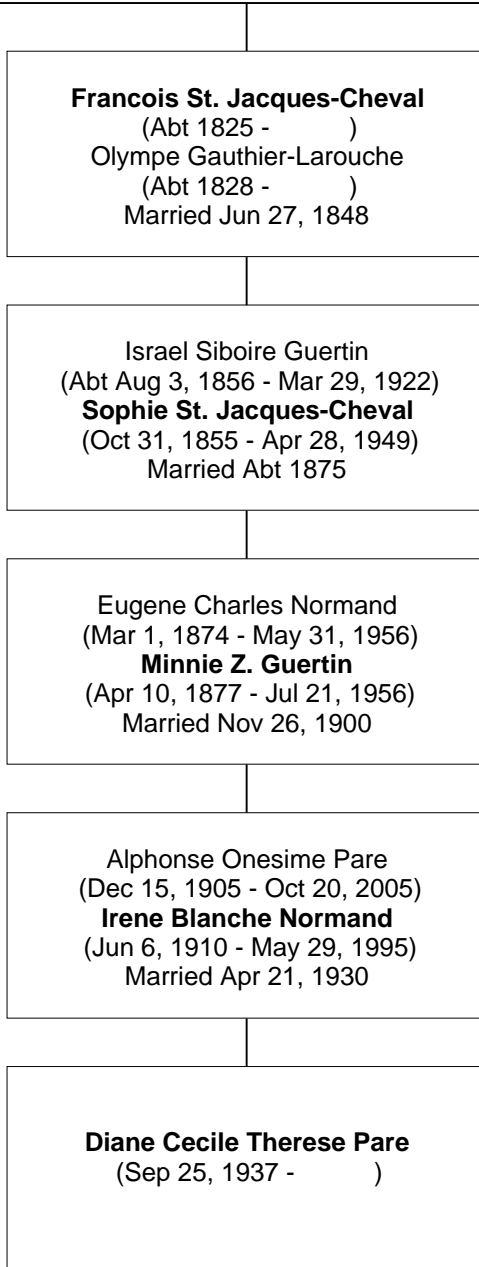 Francois St. Jacques-Cheval
(Abt 1825 - )
Olympe Gauthier-Larouche
(Abt 1828 - )
Married Jun 27, 1848
Israel Siboire Guertin
(Abt Aug 3, 1856 - Mar 29, 1922)
Sophie St. Jacques-Cheval
(Oct 31, 1855 - Apr 28, 1949)
Married Abt 1875
Eugene Charles Normand
(Mar 1, 1874 - May 31, 1956)
Minnie Z. Guertin
(Apr 10, 1877 - Jul 21, 1956)
Married Nov 26, 1900
Alphonse Onesime Pare
(Dec 15, 1905 - Oct 20, 2005)
Irene Blanche Normand
(Jun 6, 1910 - May 29, 1995)
Married Apr 21, 1930
Diane Cecile Therese Pare
(Sep 25, 1937 - )